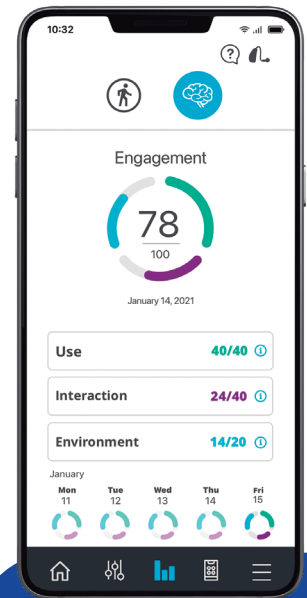 10:32
Engagement
78
100
January 14, 2021
Use 40/40
Interaction 24/40
Environment 14/20
January
Mon Tue Wed Thu Fri
11 12 13 14 15